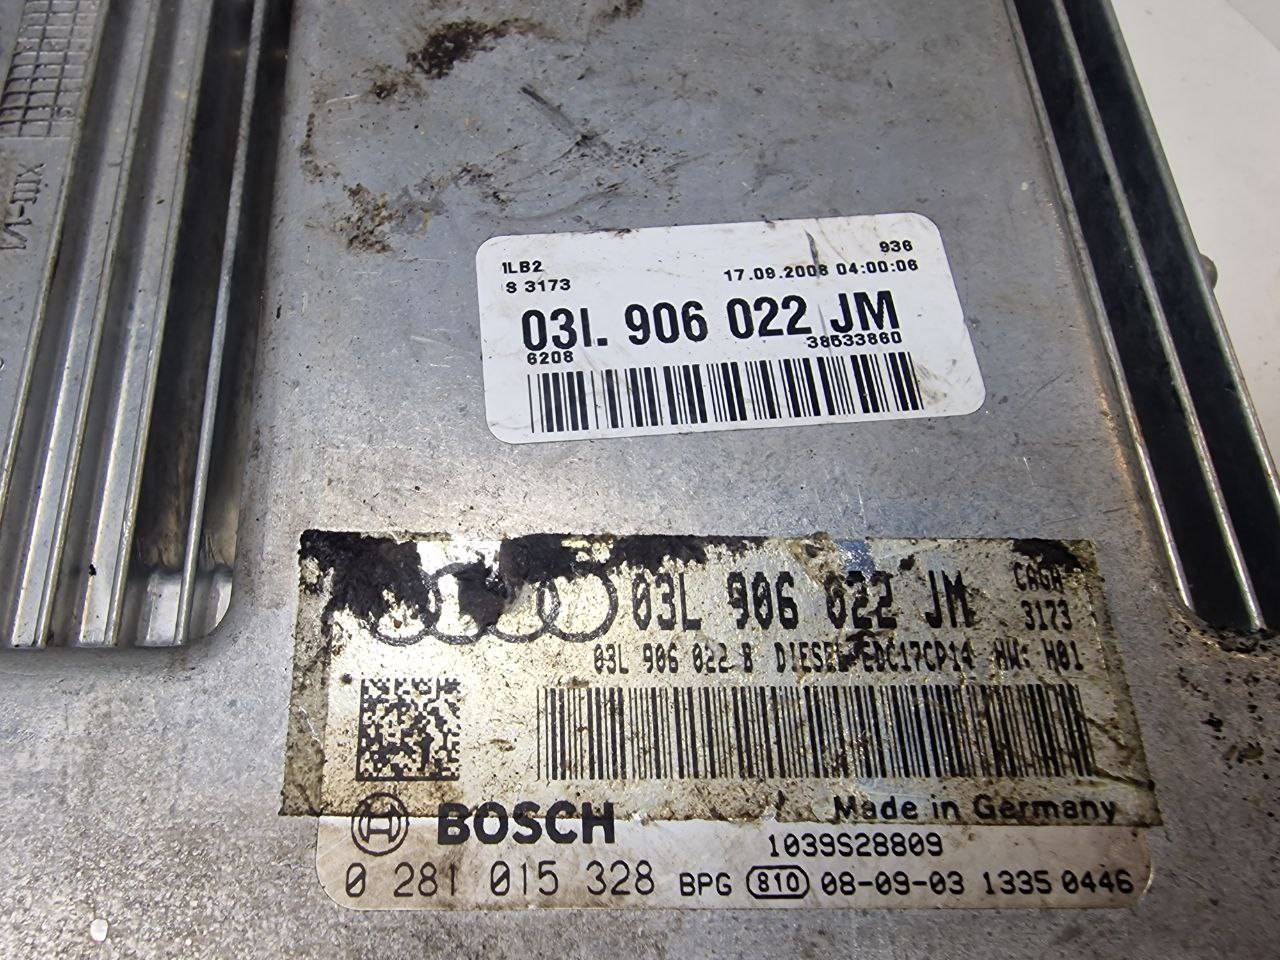 1LB2 936
S 3173 17.09.2008 04:00:06
03L 906 022 JM
6208 38533860
03L 906 022 JM CAGA
3173
03L 906 022 B DIESEL EDC17CP14 HW: H01
Made in Germany
BOSCH
1039S28809
0 281 015 328 BPG 810 08-09-03 1335 0446